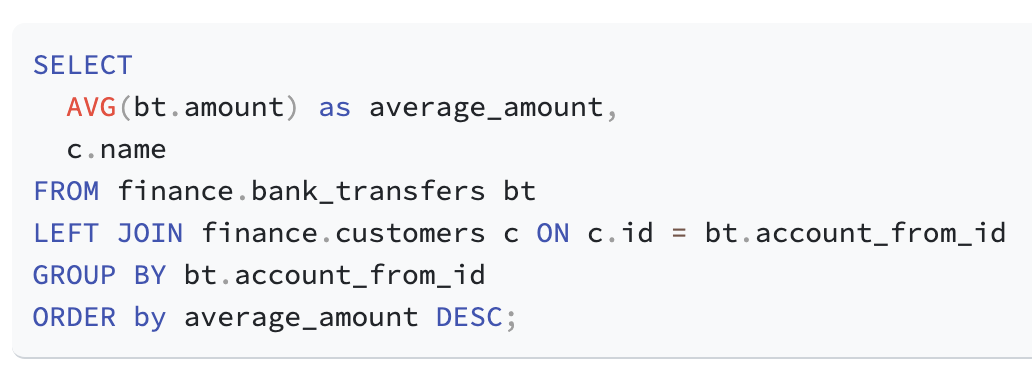 SELECT
  AVG(bt.amount) as average_amount,
  c.name
FROM finance.bank_transfers bt
LEFT JOIN finance.customers c ON c.id = bt.account_from_id
GROUP BY bt.account_from_id
ORDER by average_amount DESC;